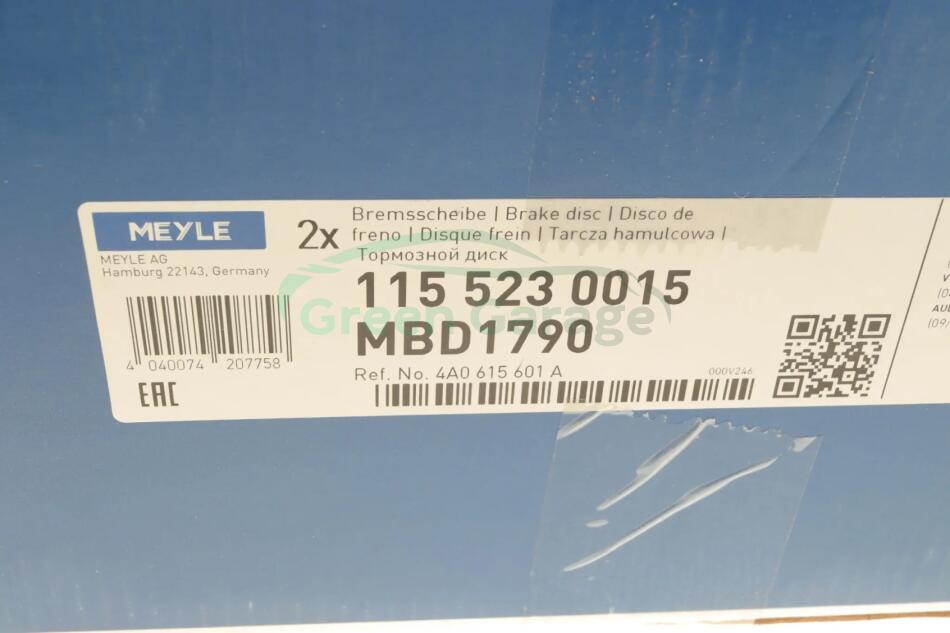 MEYLE
MEYLE AG
Hamburg 22143, Germany
4 040074 207758
EAC
2x
Bremsscheibe | Brake disc | Disco de
freno | Disque frein | Tarcza hamulcowa |
Тормозной диск
115 523 0015
MBD1790
Ref. No. 4A0 615 601 A
000V246
Green Garage